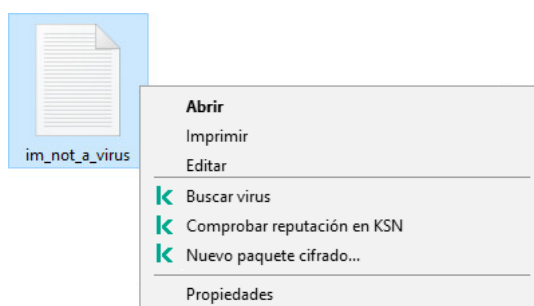 im_not_a_virus
Abrir
Imprimir
Editar
Buscar virus
Comprobar reputación en KSN
Nuevo paquete cifrado...
Propiedades